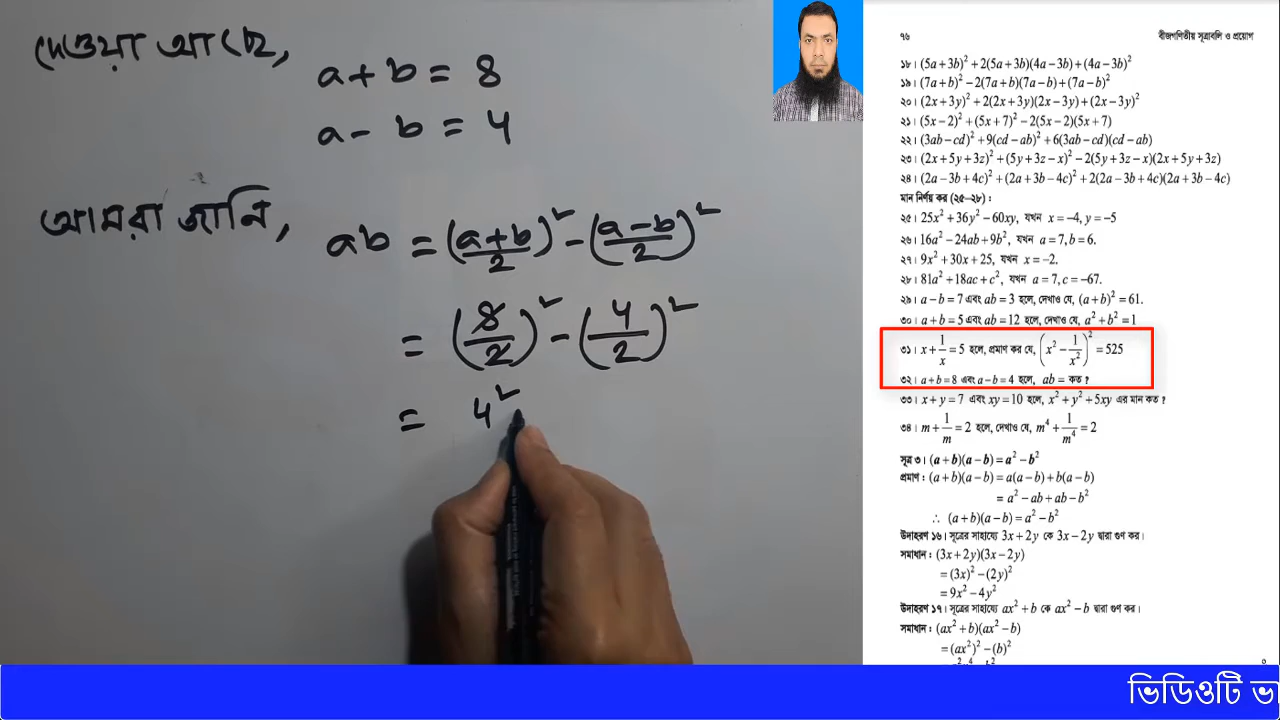 দেওয়া আছে,
a + b = 8
a - b = 4
আমরা জানি,
ab = (a+b/2)² - (a-b/2)²
= (8/2)² - (4/2)²
= 4²
৭৬ বীজগণিতীয় সূত্রাবলি ও প্রয়োগ
১৮। (5a+3b)² + 2(5a+3b)(4a-3b) + (4a-3b)²
১৯। (7a+b)² - 2(7a+b)(7a-b) + (7a-b)²
২০। (2x+3y)² + 2(2x+3y)(2x-3y) + (2x-3y)²
২১। (5x-2)² + (5x+7)² - 2(5x-2)(5x+7)
২২। (3ab-cd)² + 9(cd-ab)² + 6(3ab-cd)(cd-ab)
২৩। (2x+5y+3z)² + (5y+3z-x)² - 2(5y+3z-x)(2x+5y+3z)
২৪। (2a-3b+4c)² + (2a+3b-4c)² + 2(2a-3b+4c)(2a+3b-4c)
মান নির্ণয় কর (২৫-২৮):
২৫। 25x² + 36y² - 60xy, যখন x = -4, y = -5
২৬। 16a² - 24ab + 9b², যখন a = 7, b = 6.
২৭। 9x² + 30x + 25, যখন x = -2.
২৮। 81a² + 18ac + c², যখন a = 7, c = -67.
২৯। a-b = 7 এবং ab = 3 হলে, দেখাও যে, (a+b)² = 61.
৩০। a+b = 5 এবং ab = 12 হলে, দেখাও যে, a² + b² = 1
৩১। x + 1/x = 5 হলে, প্রমাণ কর যে, (x² - 1/x²)² = 525
৩২। a+b = 8 এবং a-b = 4 হলে, ab = কত ?
৩৩। x+y = 7 এবং xy = 10 হলে, x² + y² + 5xy এর মান কত ?
৩৪। m + 1/m = 2 হলে, দেখাও যে, m⁴ + 1/m⁴ = 2
সূত্র ৩। (a+b)(a-b) = a² - b²
প্রমাণ : (a+b)(a-b) = a(a-b) + b(a-b)
= a² - ab + ab - b²
∴ (a+b)(a-b) = a² - b²
উদাহরণ ১৬। সূত্রের সাহায্যে 3x+2y কে 3x-2y দ্বারা গুণ কর।
সমাধান : (3x+2y)(3x-2y)
= (3x)² - (2y)²
= 9x² - 4y²
উদাহরণ ১৭। সূত্রের সাহায্যে ax² + b কে ax² - b দ্বারা গুণ কর।
সমাধান : (ax² + b)(ax² - b)
= (ax²)² - (b)²
ভিডিওটি ভ